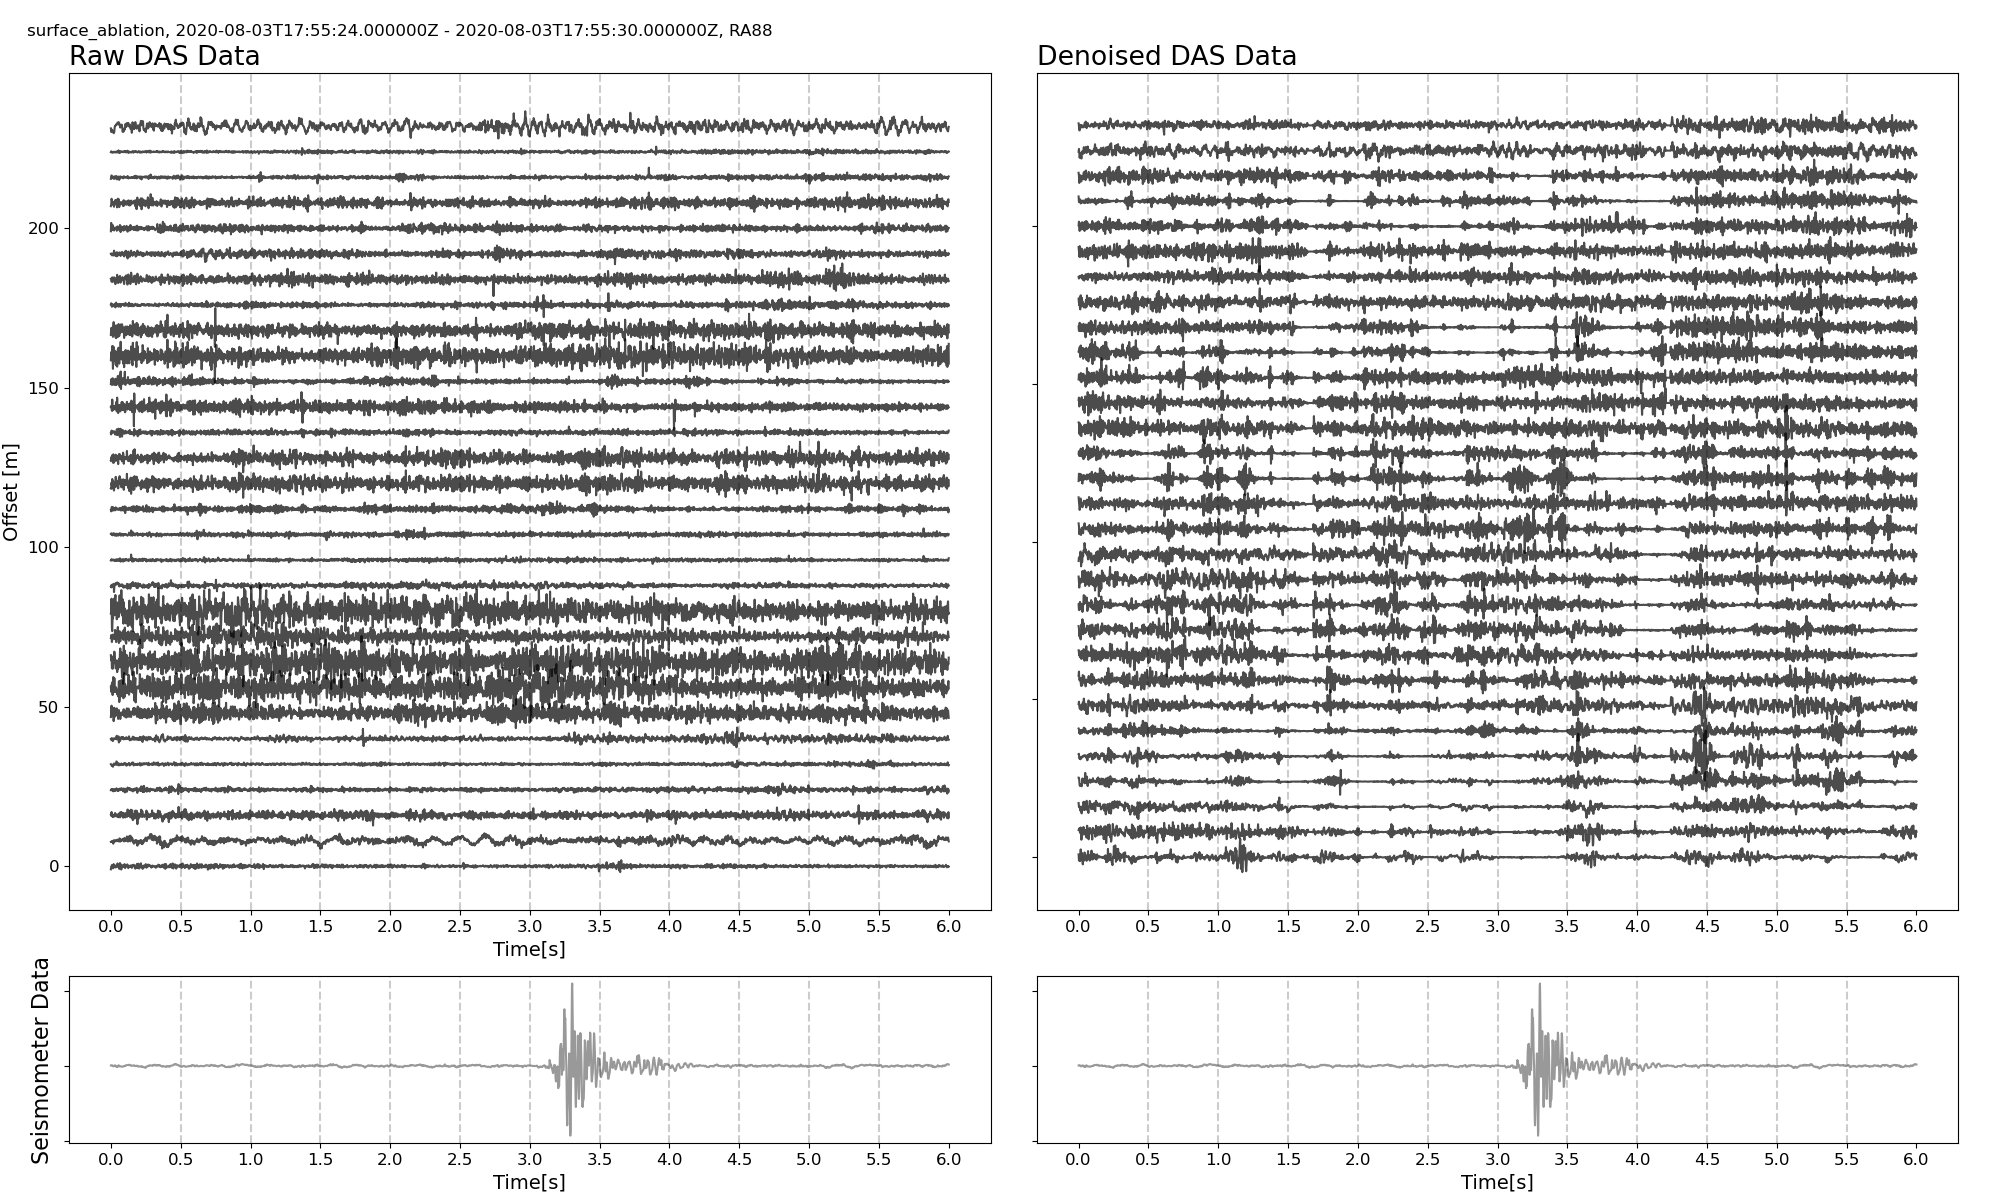 surface_ablation, 2020-08-03T17:55:24.000000Z - 2020-08-03T17:55:30.000000Z, RA88
Raw DAS Data
Denoised DAS Data
Offset [m]
200
150
100
50
0
0.0 0.5 1.0 1.5 2.0 2.5 3.0 3.5 4.0 4.5 5.0 5.5 6.0
Time[s]
0.0 0.5 1.0 1.5 2.0 2.5 3.0 3.5 4.0 4.5 5.0 5.5 6.0
Seismometer Data
0.0 0.5 1.0 1.5 2.0 2.5 3.0 3.5 4.0 4.5 5.0 5.5 6.0
Time[s]
0.0 0.5 1.0 1.5 2.0 2.5 3.0 3.5 4.0 4.5 5.0 5.5 6.0
Time[s]